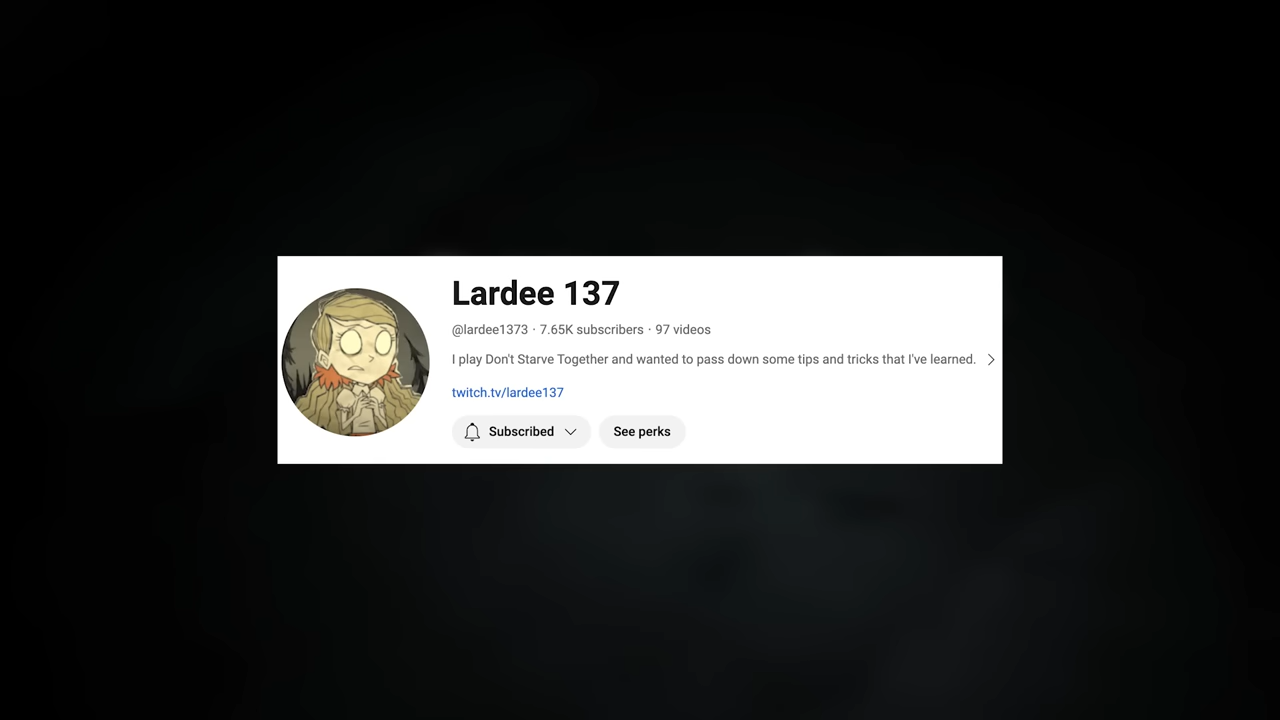 Lardee 137
@lardee1373 · 7.65K subscribers · 97 videos
I play Don't Starve Together and wanted to pass down some tips and tricks that I've learned.
twitch.tv/lardee137
Subscribed See perks